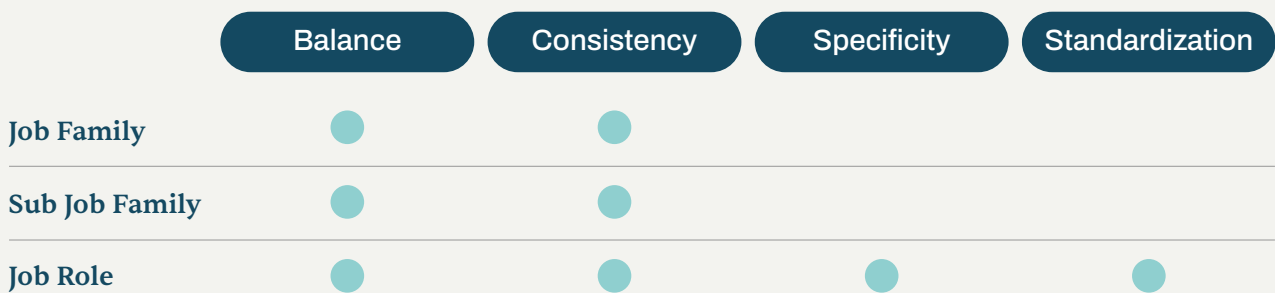 Balance Consistency Specificity Standardization
Job Family
Sub Job Family
Job Role